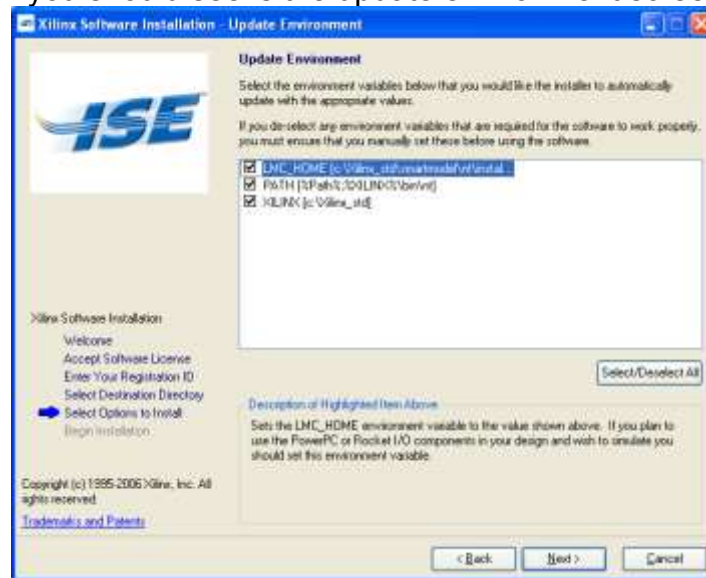 Xilinx Software Installation - Update Environment
ISE
Update Environment
Select the environment variables below that you would like the installer to automatically
update with the appropriate values.
If you de-select any environment variables that are required for the software to work properly,
you must ensure that you manually set these before using the software.
LMC_HOME [c:\Xilinx_std\smartmodel\nt\instal...
PATH [%Path%;%XILINX%\bin\nt]
XILINX [c:\Xilinx_std]
Select/Deselect All
Xilinx Software Installation
Welcome
Accept Software License
Enter Your Registration ID
Select Destination Directory
Select Options to Install
Begin Installation
Description of Highlighted Item Above
Sets the LMC_HOME environment variable to the value shown above. If you plan to
use the PowerPC or Rocket I/O components in your design and wish to simulate you
should set this environment variable.
Copyright (c) 1995-2006 Xilinx, Inc. All
rights reserved.
Trademarks and Patents
< Back
Next >
Cancel